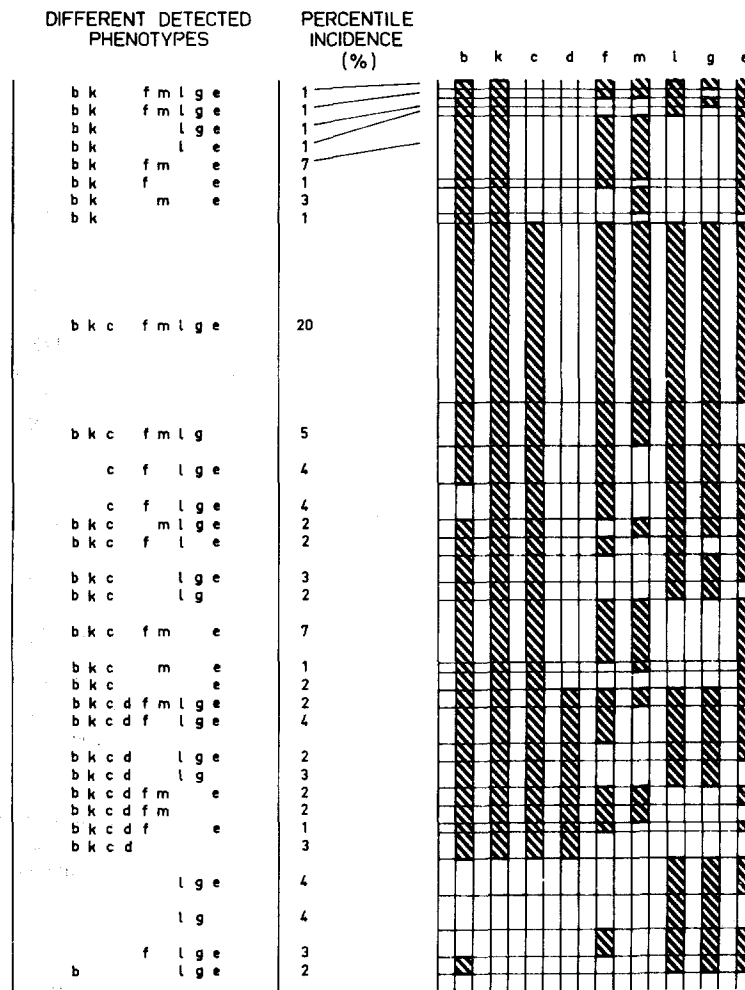 DIFFERENT DETECTED PHENOTYPES
PERCENTILE INCIDENCE (%)
b k c d f m l g e
b k f m l g e 1
b k f m l g e 1
b k l g e 1
b k l e 1
b k f m e 7
b k f e 1
b k m e 3
b k 1
b k c f m l g e 20
b k c f m l g 5
c f l g e 4
c f l g e 4
b k c m l g e 2
b k c f l e 2
b k c l g e 3
b k c l g 2
b k c f m e 7
b k c m e 1
b k c e 2
b k c d f m l g e 2
b k c d f l g e 4
b k c d l g e 2
b k c d l g 3
b k c d f m e 2
b k c d f m 2
b k c d f e 1
b k c d 3
l g e 4
l g 4
f l g e 3
b l g e 2